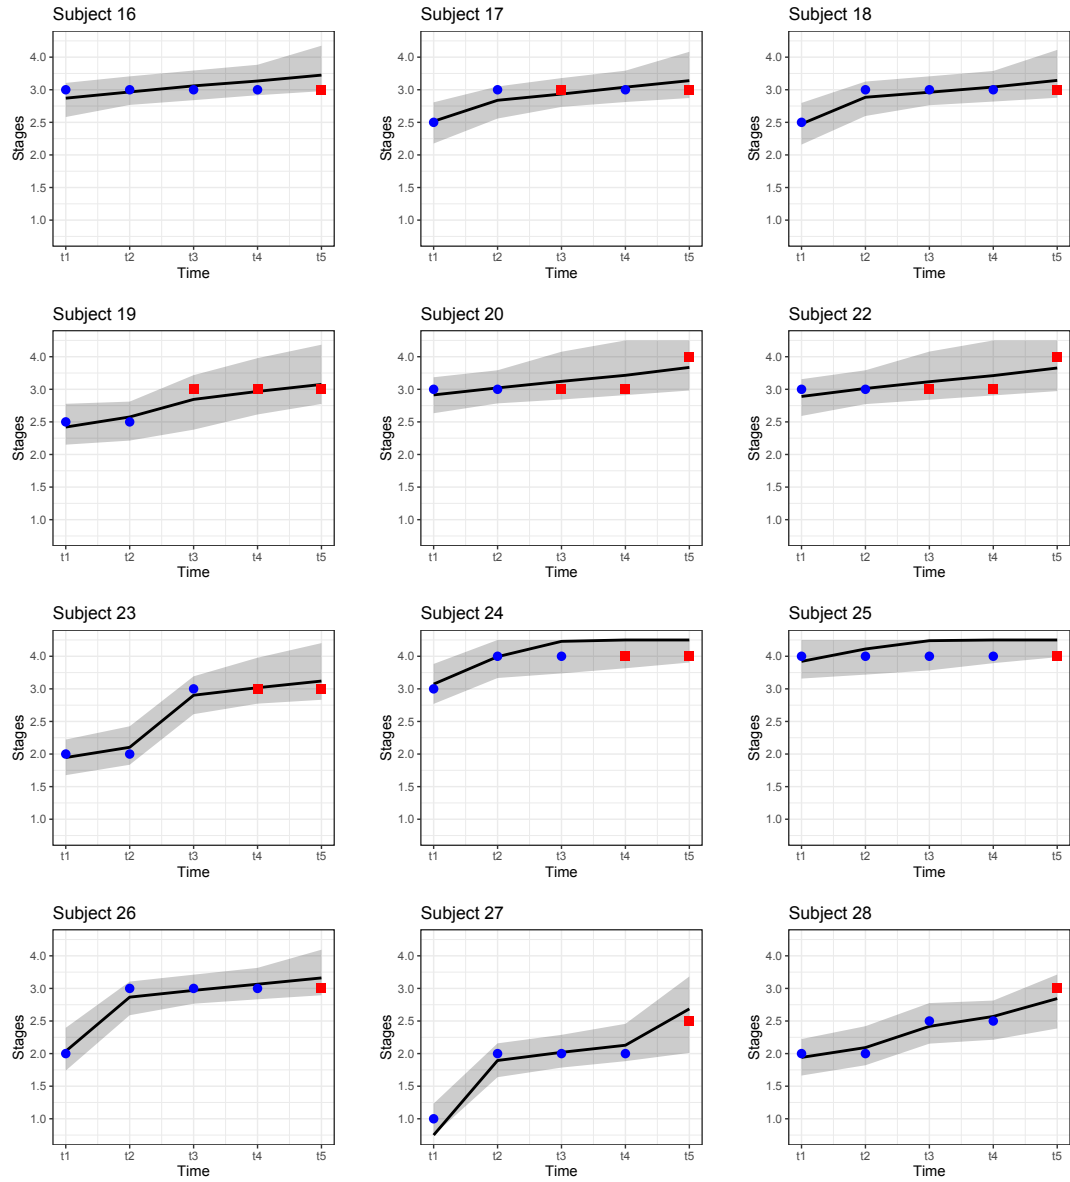 Subject 16
Subject 17
Subject 18
Stages
4.0
3.0
2.5
2.0
1.5
1.0
t1 t2 t3 t4 t5
Time
Stages
4.0
3.0
2.5
2.0
1.5
1.0
t1 t2 t3 t4 t5
Time
Stages
4.0
3.0
2.5
2.0
1.5
1.0
t1 t2 t3 t4 t5
Time
Subject 19
Subject 20
Subject 22
Stages
4.0
3.0
2.5
2.0
1.5
1.0
t1 t2 t3 t4 t5
Time
Stages
4.0
3.0
2.5
2.0
1.5
1.0
t1 t2 t3 t4 t5
Time
Stages
4.0
3.0
2.5
2.0
1.5
1.0
t1 t2 t3 t4 t5
Time
Subject 23
Subject 24
Subject 25
Stages
4.0
3.0
2.5
2.0
1.5
1.0
t1 t2 t3 t4 t5
Time
Stages
4.0
3.0
2.5
2.0
1.5
1.0
t1 t2 t3 t4 t5
Time
Stages
4.0
3.0
2.5
2.0
1.5
1.0
t1 t2 t3 t4 t5
Time
Subject 26
Subject 27
Subject 28
Stages
4.0
3.0
2.5
2.0
1.5
1.0
t1 t2 t3 t4 t5
Time
Stages
4.0
3.0
2.5
2.0
1.5
1.0
t1 t2 t3 t4 t5
Time
Stages
4.0
3.0
2.5
2.0
1.5
1.0
t1 t2 t3 t4 t5
Time